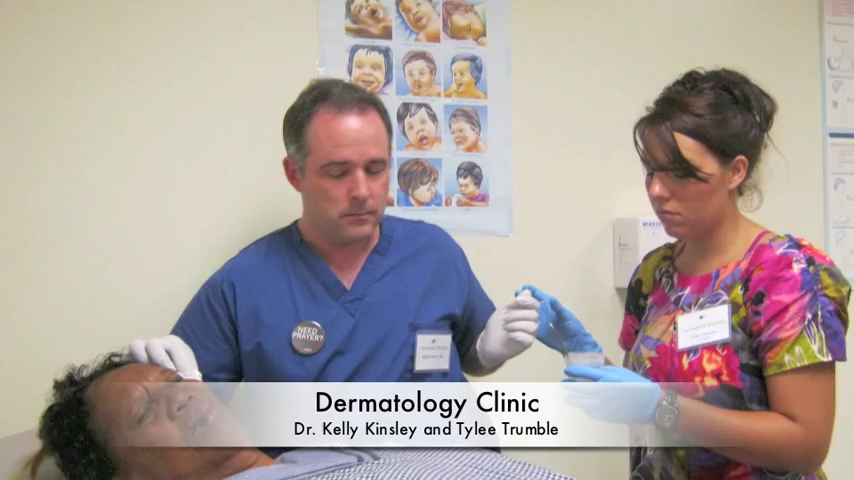 NEED
PRAYER?
Dermatology Clinic
Dr. Kelly Kinsley and Tylee Trumble